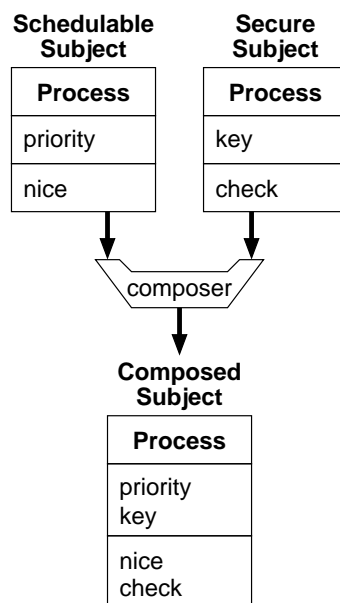 Schedulable
Subject
Process
priority
nice
Secure
Subject
Process
key
check
composer
Composed
Subject
Process
priority
key
nice
check